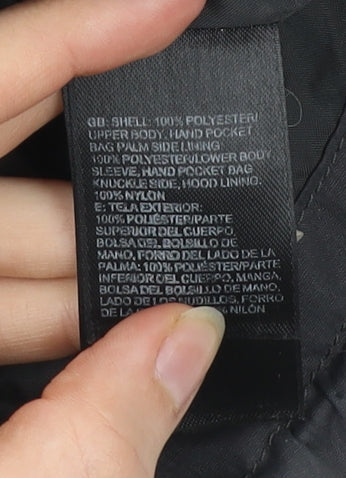 GB: SHELL: 100% POLYESTER/
UPPER BODY, HAND POCKET
BAG PALM SIDE LINING:
100% POLYESTER/LOWER BODY
SLEEVE, HAND POCKET BAG
KNUCKLE SIDE, HOOD LINING:
100% NYLON
E: TELA EXTERIOR:
100% POLIÉSTER/PARTE
SUPERIOR DEL CUERPO,
BOLSA DEL BOLSILLO DE
MANO, FORRO DEL LADO DE LA
PALMA: 100% POLIÉSTER/PARTE
INFERIOR DEL CUERPO, MANGA,
BOLSA DEL BOLSILLO DE MANO,
LADO DE LOS NUDILLOS, FORRO
DE LA % NILÓN